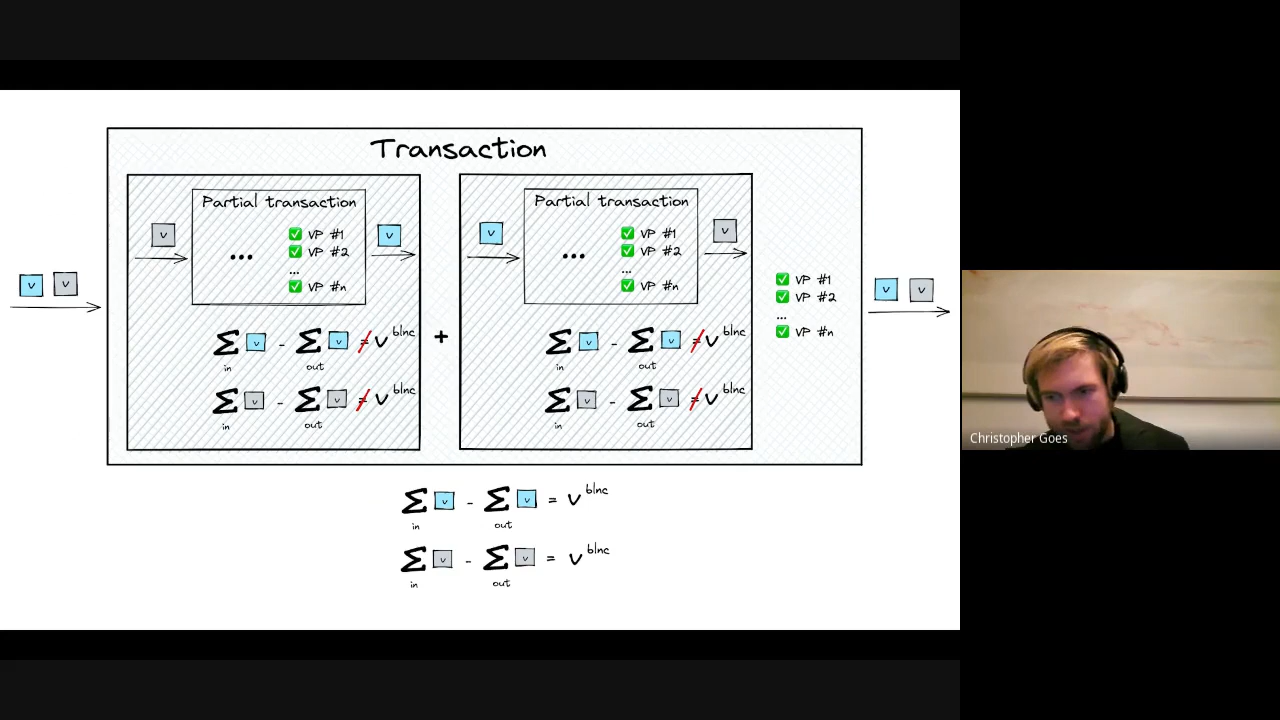 Transaction
Partial transaction
v
✅ VP #1
v
... ✅ VP #2
...
✅ VP #n
Σ in v - Σ out v ≠ v^blnc
Σ in v - Σ out v ≠ v^blnc
+
Partial transaction
v
✅ VP #1
v
... ✅ VP #2
...
✅ VP #n
Σ in v - Σ out v ≠ v^blnc
Σ in v - Σ out v ≠ v^blnc
v v
✅ VP #1
✅ VP #2
...
✅ VP #n
v v
Σ in v - Σ out v = v^blnc
Σ in v - Σ out v = v^blnc
Christopher Goes